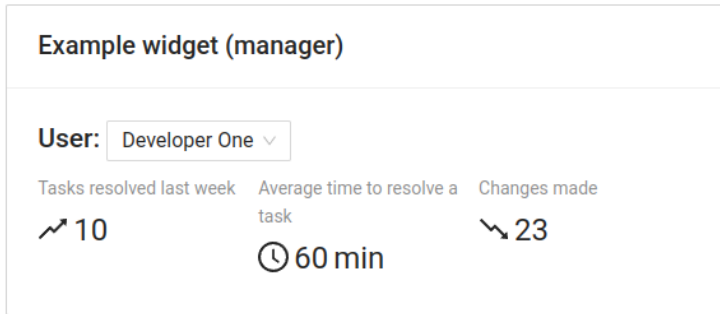 Example widget (manager)
User: Developer One
Tasks resolved last week
Average time to resolve a
task
Changes made
10
60 min
23